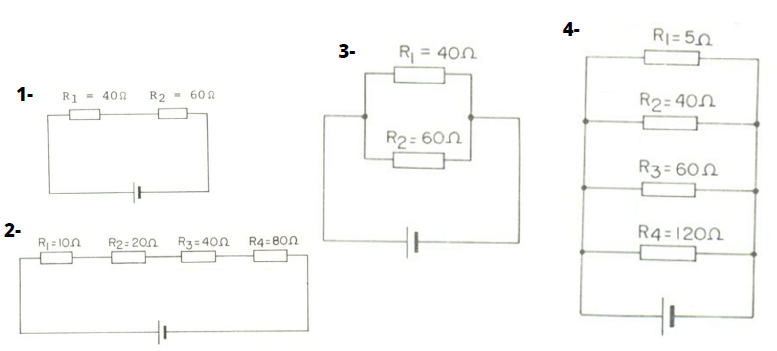 1-
R1 = 40Ω R2 = 60Ω
2-
R1=10Ω R2=20Ω R3=40Ω R4=80Ω
3-
R1 = 40Ω
R2=60Ω
4-
R1=5Ω
R2=40Ω
R3=60Ω
R4=120Ω